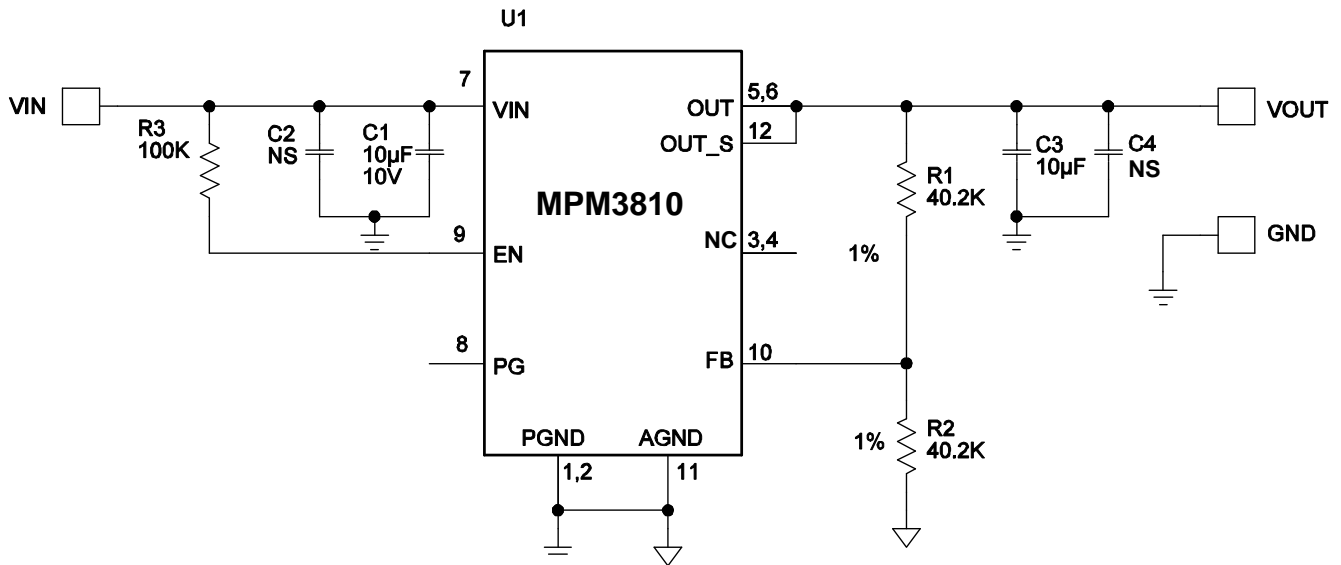 U1
VIN
7
VIN
R3
100K
C2
NS
C1
10µF
10V
OUT
5,6
OUT_S
12
VOUT
MPM3810
R1
40.2K
C3
10µF
C4
NS
9
EN
NC
3,4
1%
GND
8
PG
FB
10
1%
R2
40.2K
PGND
AGND
1,2
11